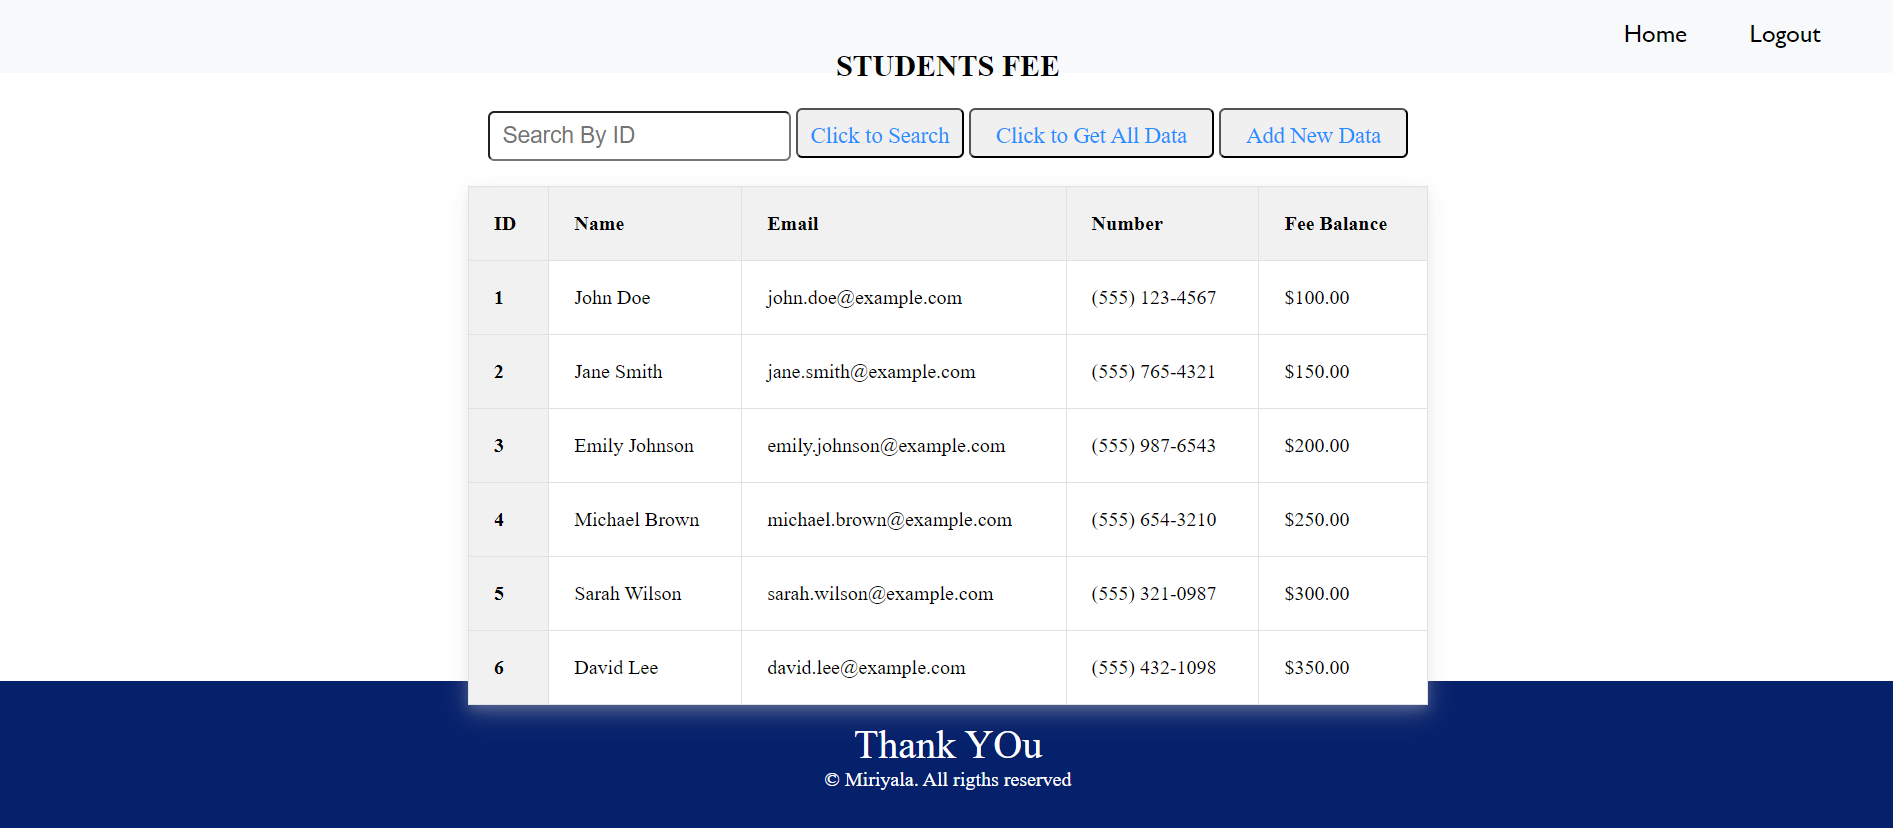 Home Logout
STUDENTS FEE
Search By ID Click to Search Click to Get All Data Add New Data
ID Name Email Number Fee Balance
1 John Doe john.doe@example.com (555) 123-4567 $100.00
2 Jane Smith jane.smith@example.com (555) 765-4321 $150.00
3 Emily Johnson emily.johnson@example.com (555) 987-6543 $200.00
4 Michael Brown michael.brown@example.com (555) 654-3210 $250.00
5 Sarah Wilson sarah.wilson@example.com (555) 321-0987 $300.00
6 David Lee david.lee@example.com (555) 432-1098 $350.00
Thank YOu
© Miriyala. All rigths reserved